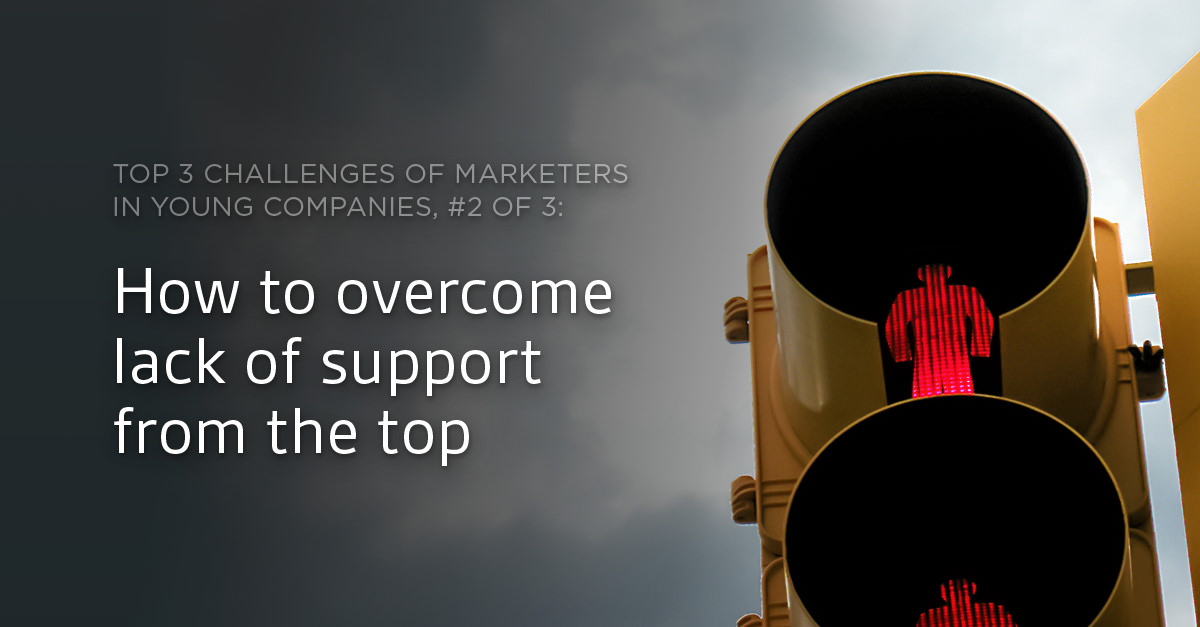 TOP 3 CHALLENGES OF MARKETERS
IN YOUNG COMPANIES, #2 OF 3:
How to overcome
lack of support
from the top